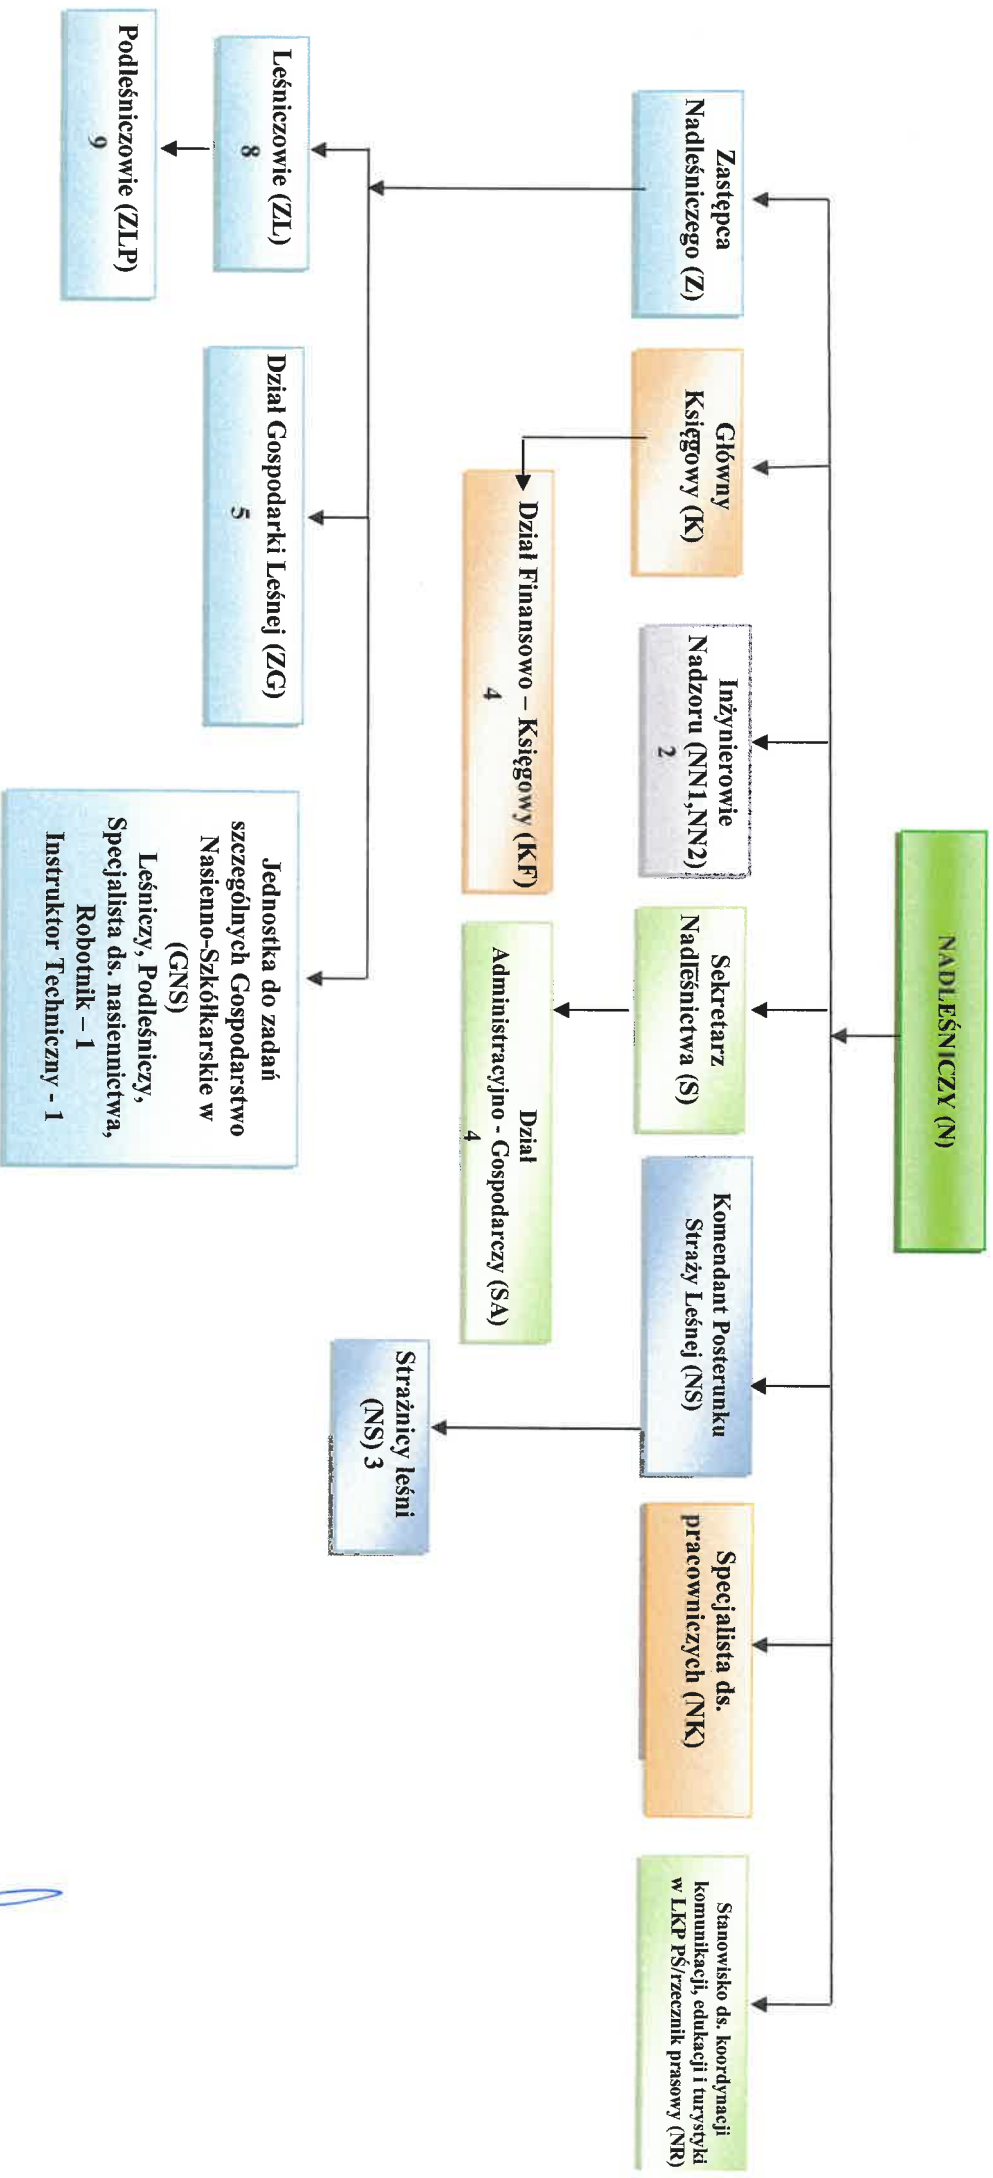 NADLEŚNICZY (N)
Zastępca
Nadleśniczego (Z)
Główny
Księgowy (K)
Inżynierowie
Nadzoru (NN1,NN2)
2
Sekretarz
Nadleśnictwa (S)
Komendant Posterunku
Straży Leśnej (NS)
Specjalista ds.
pracowniczych (NK)
Stanowisko ds. koordynacji
komunikacji, edukacji i turystyki
w LKP PŚ/rzecznik prasowy (NR)
Dział Finansowo – Księgowy (KF)
4
Dział
Administracyjno - Gospodarczy (SA)
4
Strażnicy leśni
(NS) 3
Leśniczowie (ZL)
8
Dział Gospodarki Leśnej (ZG)
5
Jednostka do zadań
szczególnych Gospodarstwo
Nasienno-Szkółkarskie w
(GNS)
Leśniczy, Podleśniczy,
Specjalista ds. nasiennictwa,
Robotnik – 1
Instruktor Techniczny - 1
Podleśniczowie (ZLP)
9